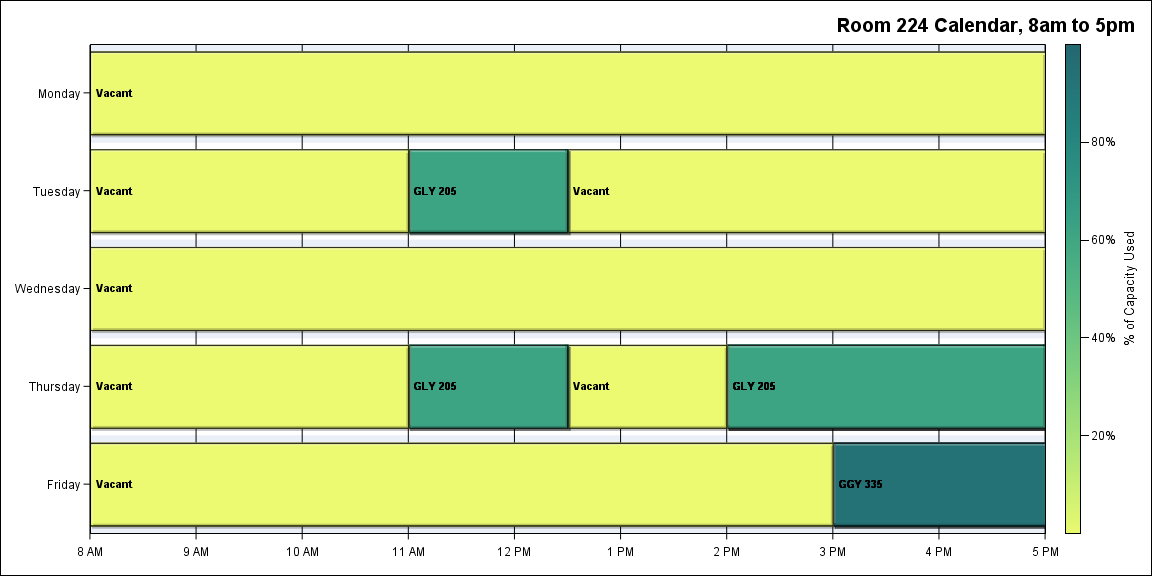 Room 224 Calendar, 8am to 5pm
Monday
Vacant
Tuesday
Vacant
GLY 205
Vacant
Wednesday
Vacant
Thursday
Vacant
GLY 205
Vacant
GLY 205
Friday
Vacant
GGY 335
8 AM
9 AM
10 AM
11 AM
12 PM
1 PM
2 PM
3 PM
4 PM
5 PM
80%
60%
40%
20%
% of Capacity Used